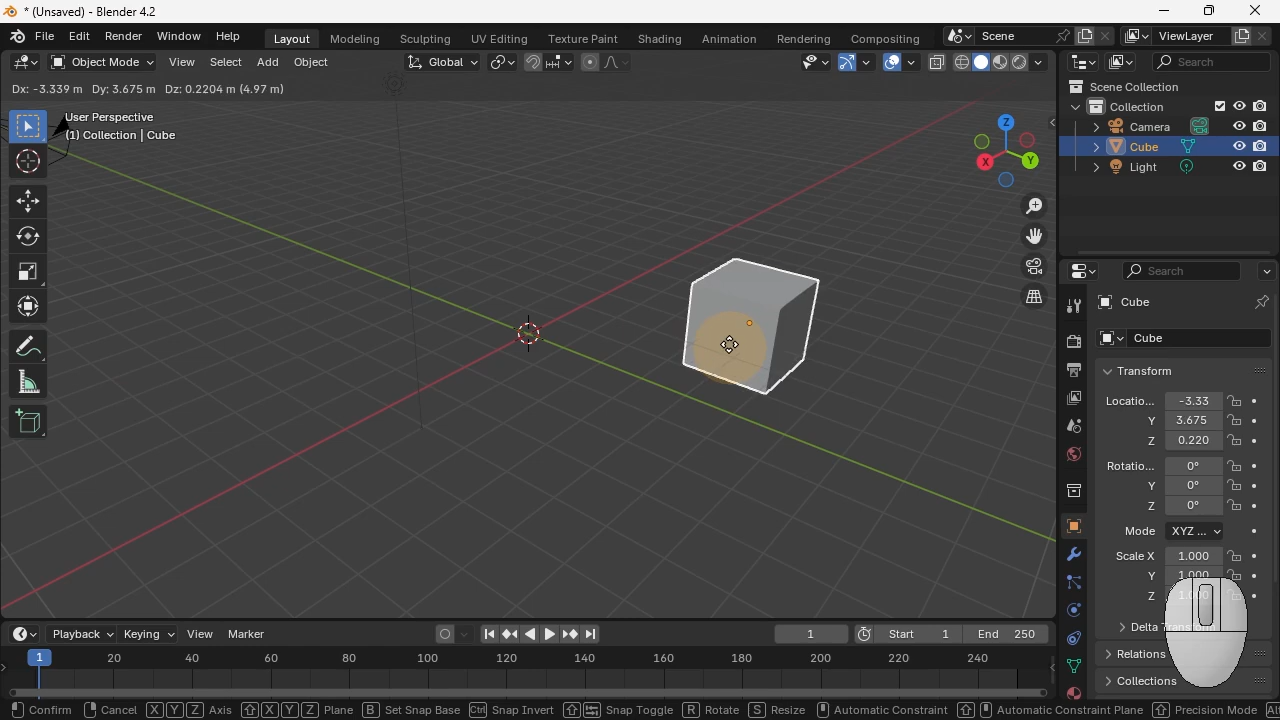 * (Unsaved) - Blender 4.2
File Edit Render Window Help Layout Modeling Sculpting UV Editing Texture Paint Shading Animation Rendering Compositing Scene ViewLayer
Object Mode View Select Add Object Global Search
Dx: -3.339 m Dy: 3.675 m Dz: 0.2204 m (4.97 m)
User Perspective
(1) Collection | Cube
Z
X
Y
Scene Collection
Collection
Camera
Cube
Light
Search
Cube
Cube
Transform
Locatio... -3.33
Y 3.675
Z 0.220
Rotatio... 0°
Y 0°
Z 0°
Mode XYZ ...
Scale X 1.000
Y 1.000
Z 1.000
Delta Transform
Relations
Collections
Playback Keying View Marker 1 Start 1 End 250
1 20 40 60 80 100 120 140 160 180 200 220 240
Confirm Cancel X Y Z Axis X Y Z Plane B Set Snap Base Ctrl Snap Invert Snap Toggle R Rotate S Resize Automatic Constraint Automatic Constraint Plane Precision Mode Al